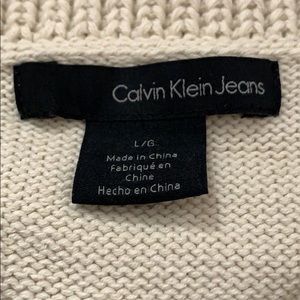 Calvin Klein Jeans
L/G
Made in China
Fabriqué en
Chine
Hecho en China